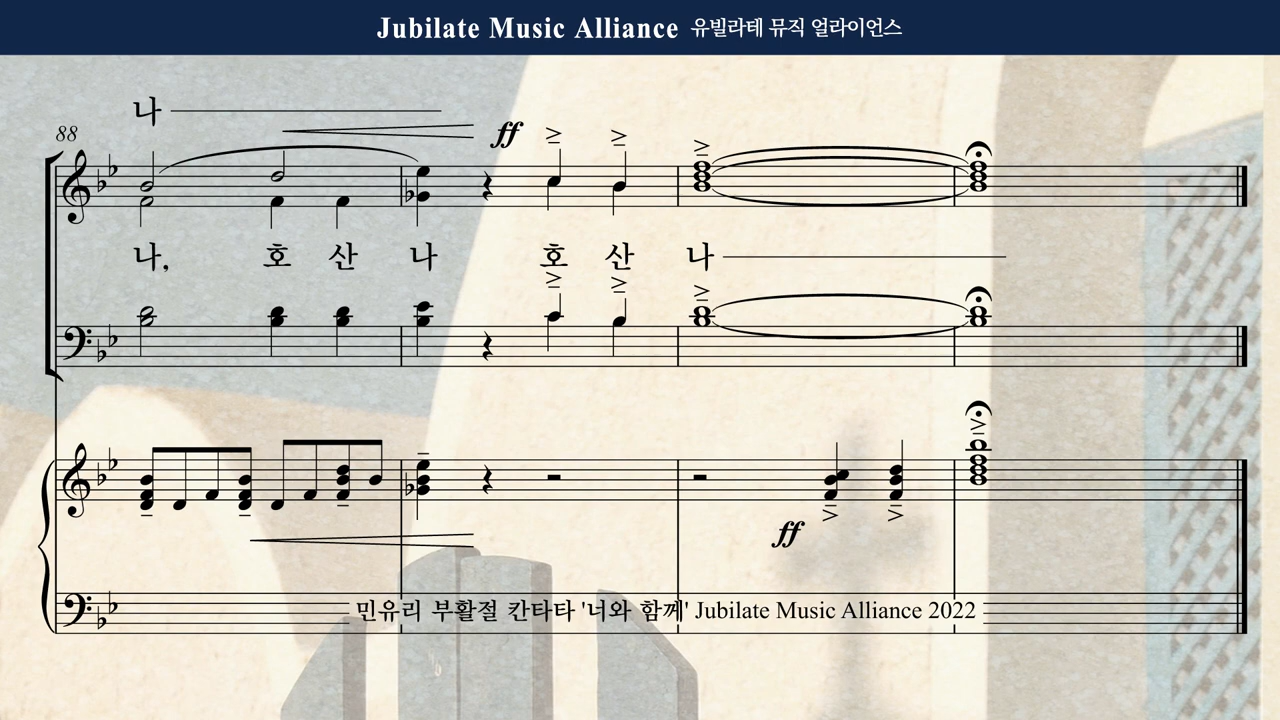 Jubilate Music Alliance 유빌라테 뮤직 얼라이언스
나
88
ff
나, 호 산 나 호 산 나
ff
민유리 부활절 칸타타 '너와 함께' Jubilate Music Alliance 2022